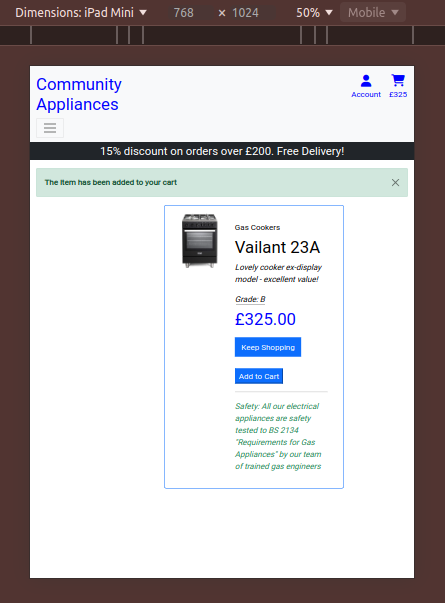 Dimensions: iPad Mini ▼ 768 × 1024 50% ▼ Mobile ▼
Community
Appliances
Account £325
15% discount on orders over £200. Free Delivery!
The item has been added to your cart
Gas Cookers
Vailant 23A
Lovely cooker ex-display
model - excellent value!
Grade: B
£325.00
Keep Shopping
Add to Cart
Safety: All our electrical
appliances are safety
tested to BS 2134
"Requirements for Gas
Appliances" by our team
of trained gas engineers